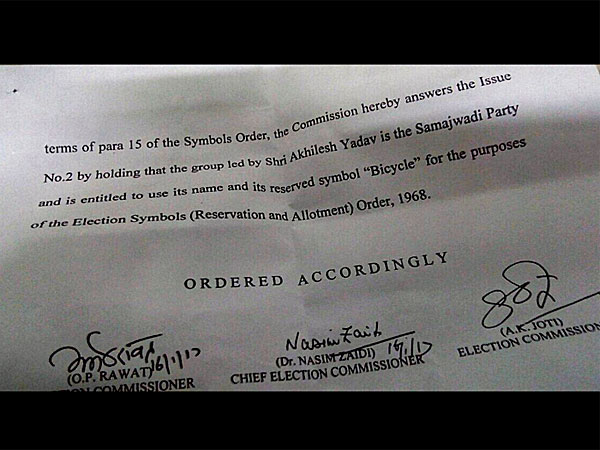 terms of para 15 of the Symbols Order, the Commission hereby answers the Issue
No.2 by holding that the group led by Shri Akhilesh Yadav is the Samajwadi Party
and is entitled to use its name and its reserved symbol "Bicycle" for the purposes
of the Election Symbols (Reservation and Allotment) Order, 1968.
ORDERED ACCORDINGLY
16/1/17
(O.P. RAWAT)
COMMISSIONER
Nasim Zaidi
(Dr. NASIM ZAIDI) 16/1/17
CHIEF ELECTION COMMISSIONER
(A.K. JOTI)
ELECTION COMMISSION